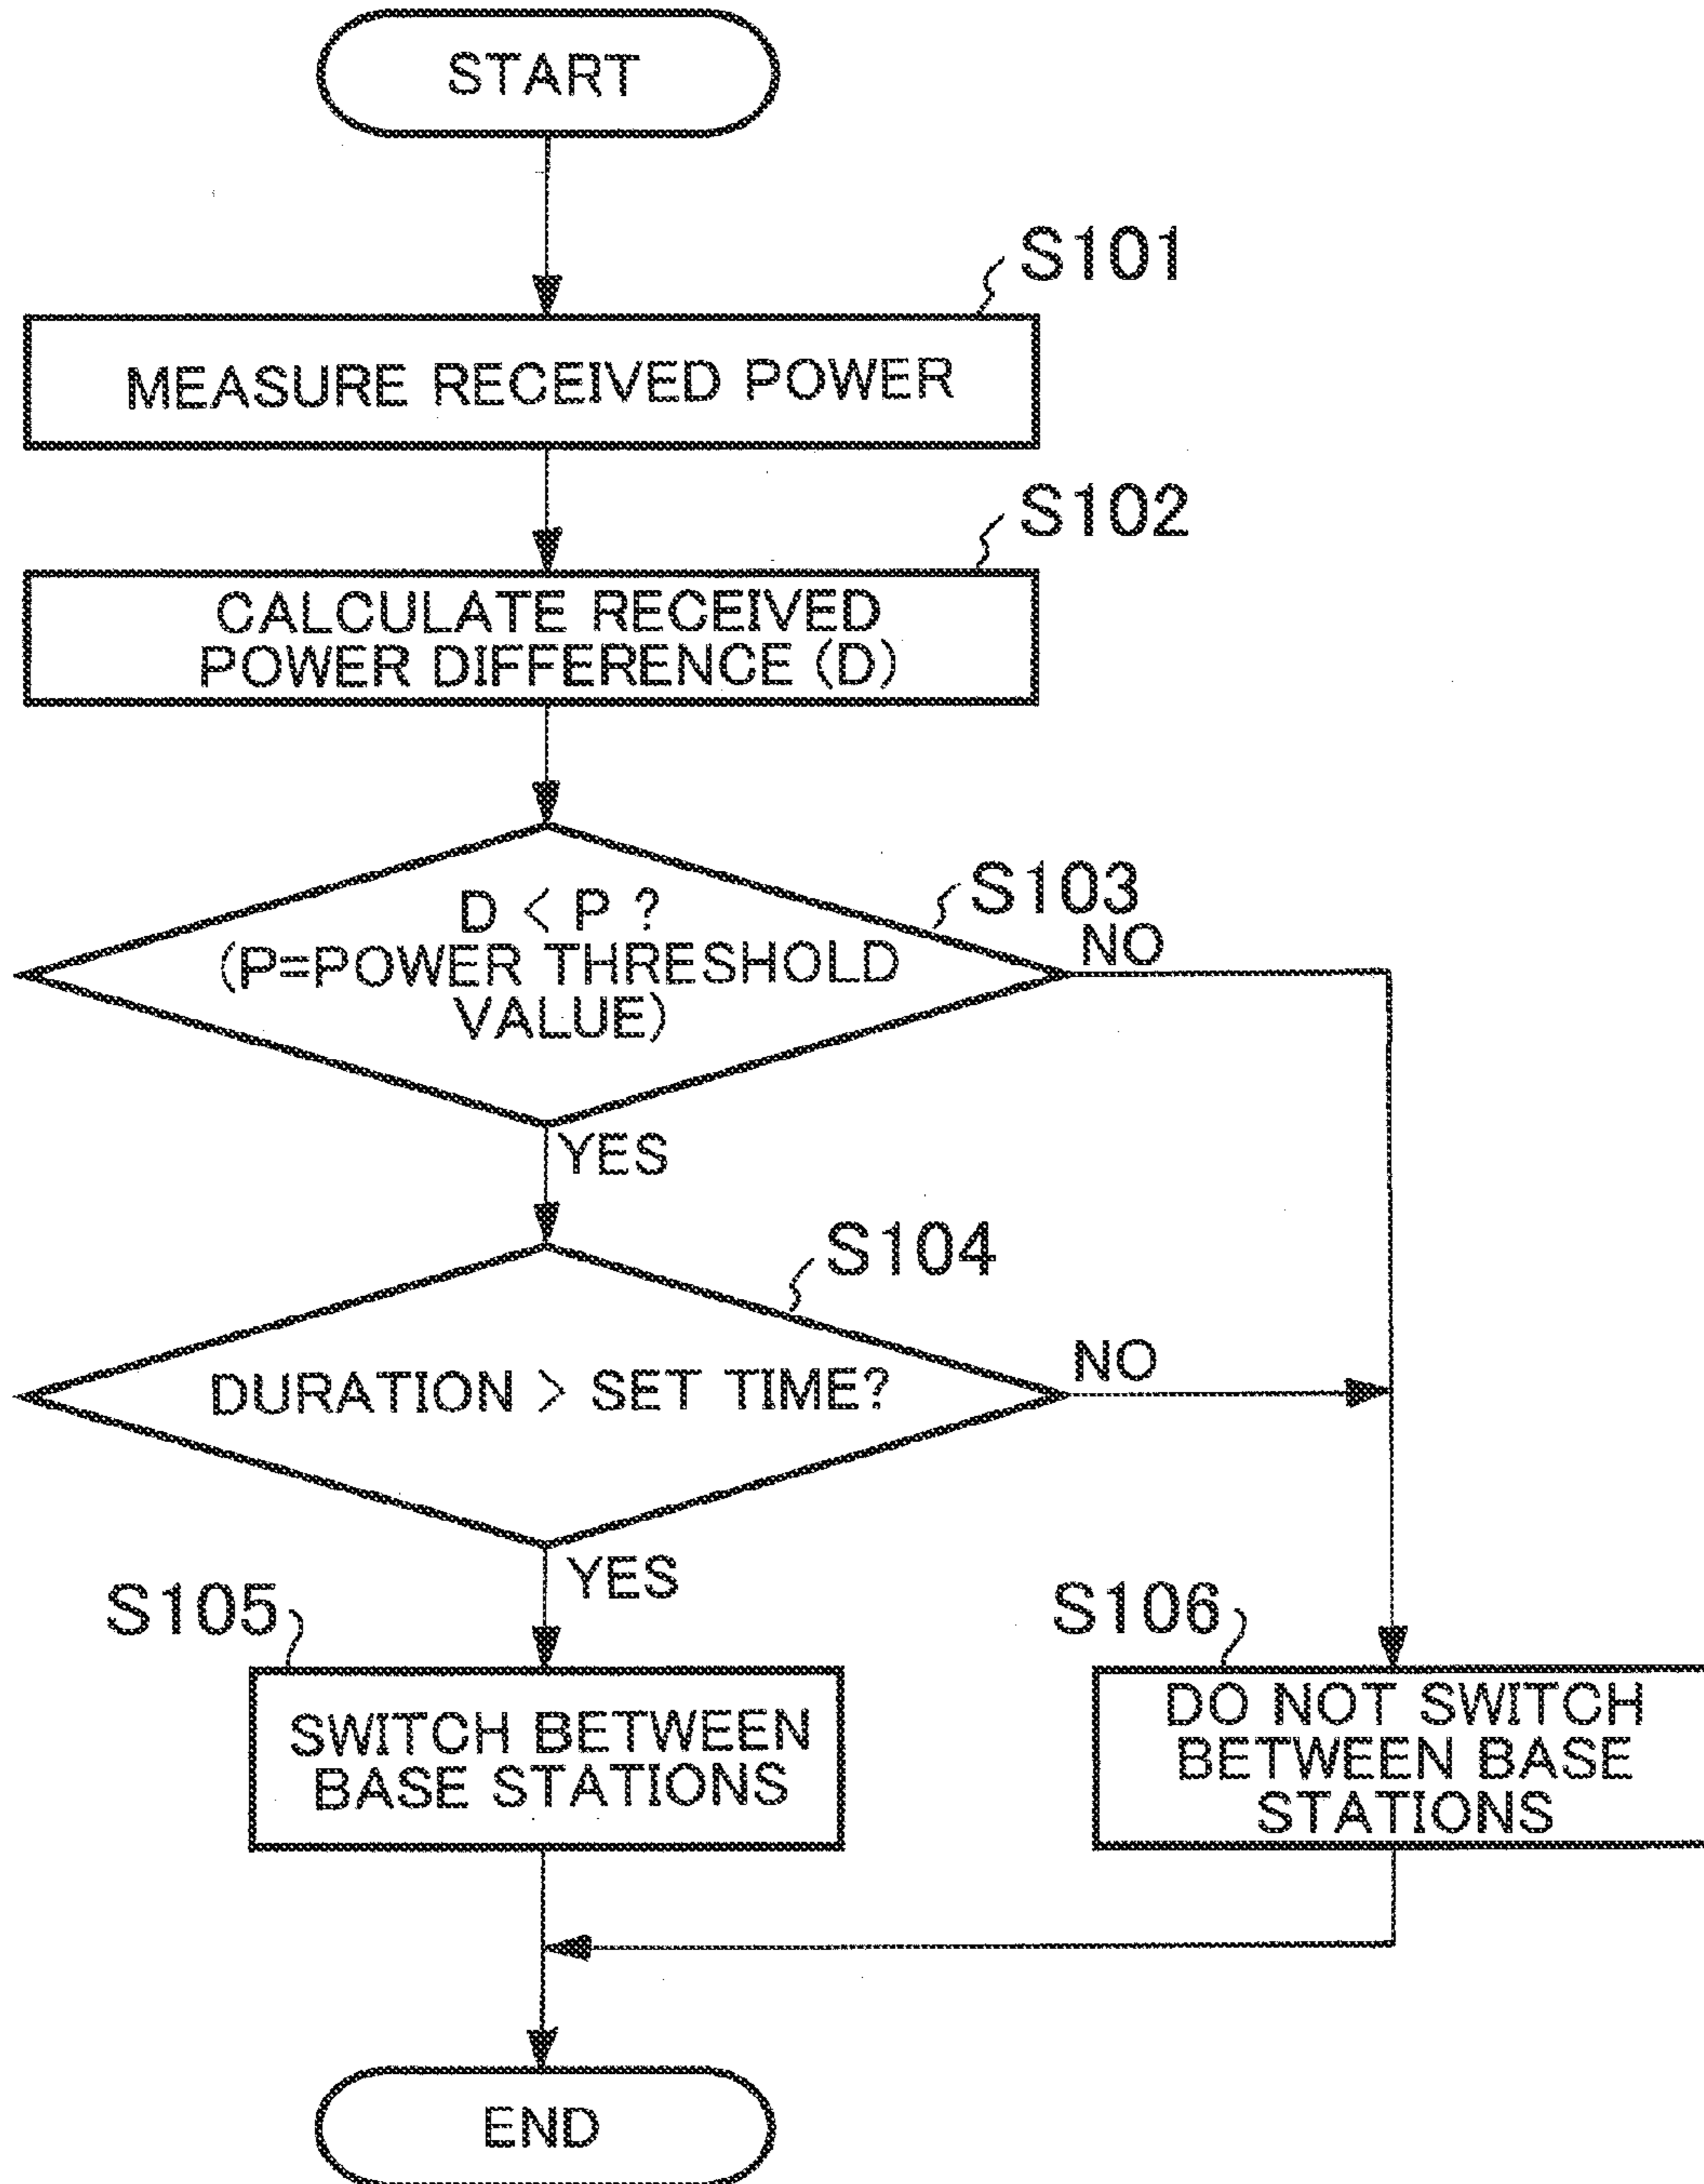 START
S101
MEASURE RECEIVED POWER
S102
CALCULATE RECEIVED
POWER DIFFERENCE (D)
S103
D < P ?
(P=POWER THRESHOLD
VALUE)
NO
YES
S104
DURATION > SET TIME?
NO
YES
S105
SWITCH BETWEEN
BASE STATIONS
S106
DO NOT SWITCH
BETWEEN BASE
STATIONS
END